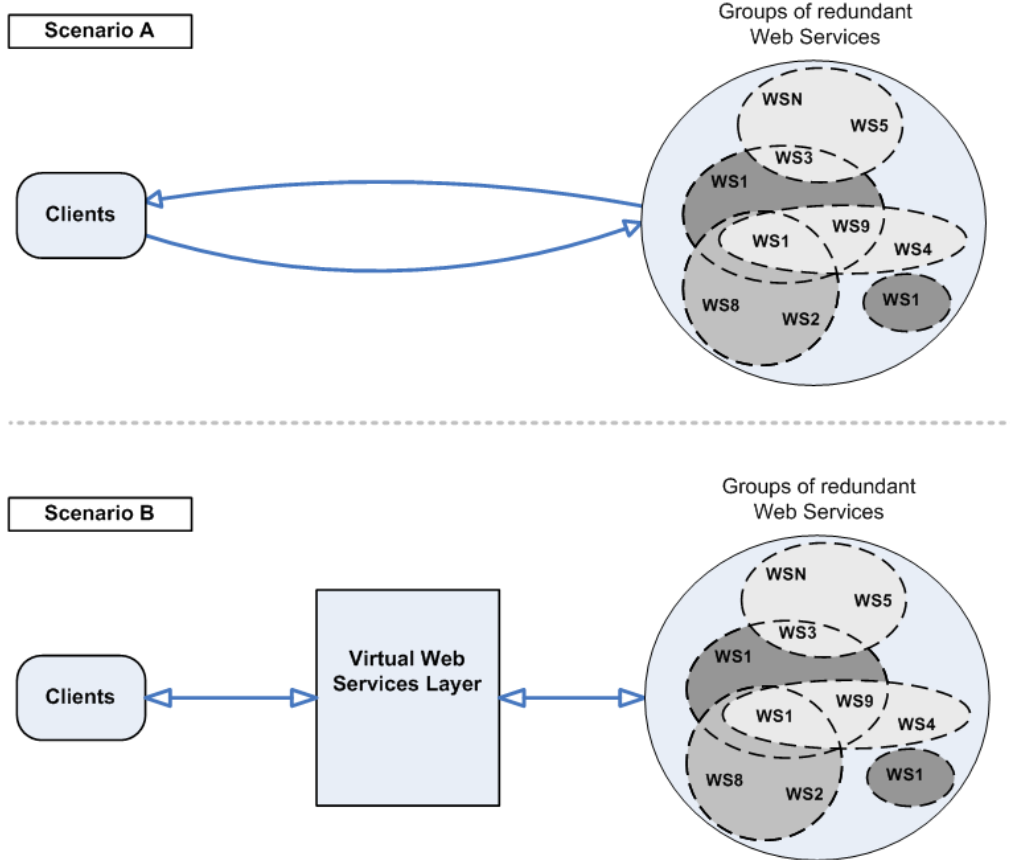 Scenario A
Groups of redundant
Web Services
WSN
WS5
WS3
WS1
Clients
WS9
WS1
WS4
WS8
WS1
WS2
Scenario B
Groups of redundant
Web Services
WSN
WS5
WS3
WS1
Virtual Web
Services Layer
Clients
WS9
WS1
WS4
WS8
WS1
WS2